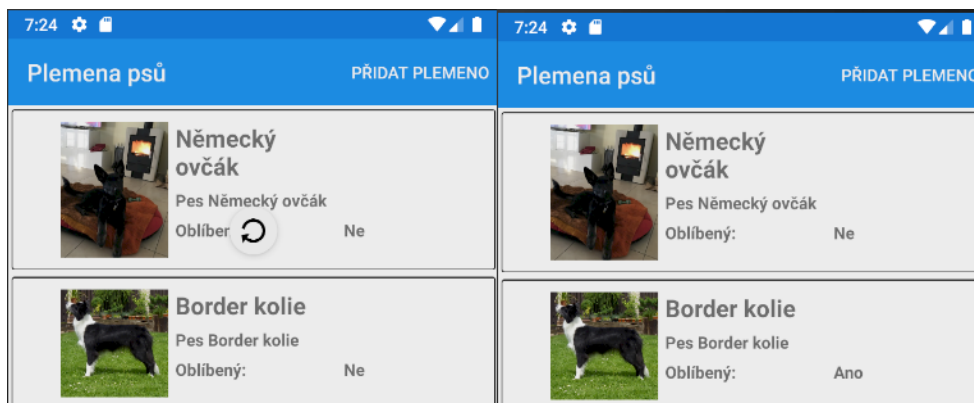 7:24
Plemena psů PŘIDAT PLEMENO
Německý
ovčák
Pes Německý ovčák
Oblíben Ne
Border kolie
Pes Border kolie
Oblíbený: Ne
7:24
Plemena psů PŘIDAT PLEMENO
Německý
ovčák
Pes Německý ovčák
Oblíbený: Ne
Border kolie
Pes Border kolie
Oblíbený: Ano